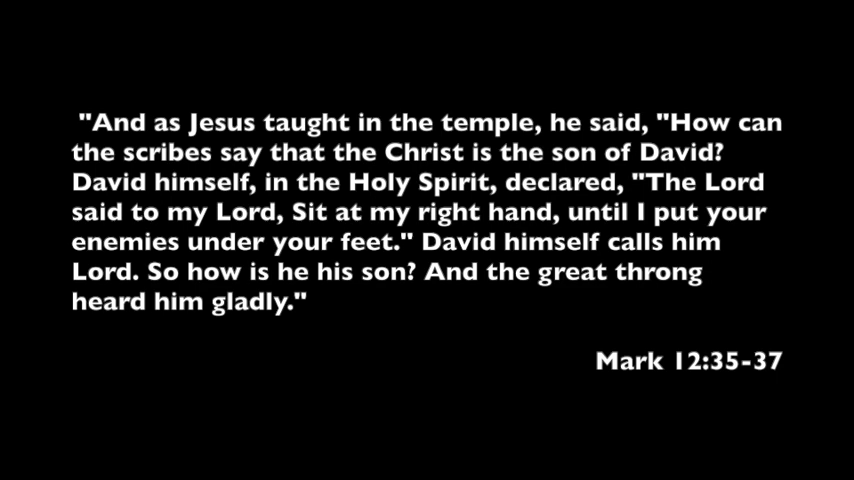 "And as Jesus taught in the temple, he said, "How can
the scribes say that the Christ is the son of David?
David himself, in the Holy Spirit, declared, "The Lord
said to my Lord, Sit at my right hand, until I put your
enemies under your feet." David himself calls him
Lord. So how is he his son? And the great throng
heard him gladly."
Mark 12:35-37